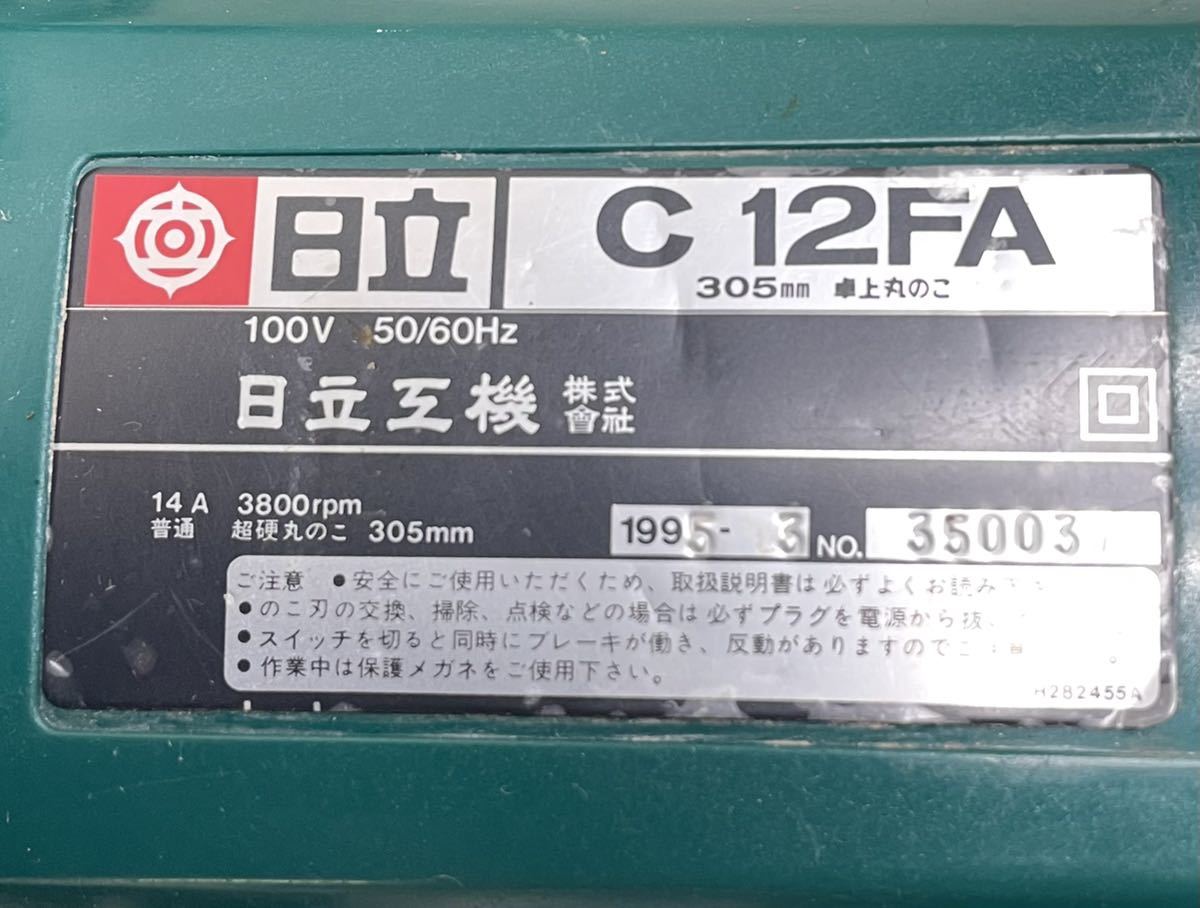 日立 C 12FA
305mm 卓上丸のこ
100V 50/60Hz
日立工機 株式會社
14A 3800rpm
普通 超硬丸のこ 305mm
1995- 3 NO. 35003
ご注意 ●安全にご使用いただくため、取扱説明書は必ずよくお読み
●のこ刃の交換、掃除、点検などの場合は必ずプラグを電源から抜、
●スイッチを切ると同時にブレーキが働き、反動がありますのでご
●作業中は保護メガネをご使用下さい。
H282455A